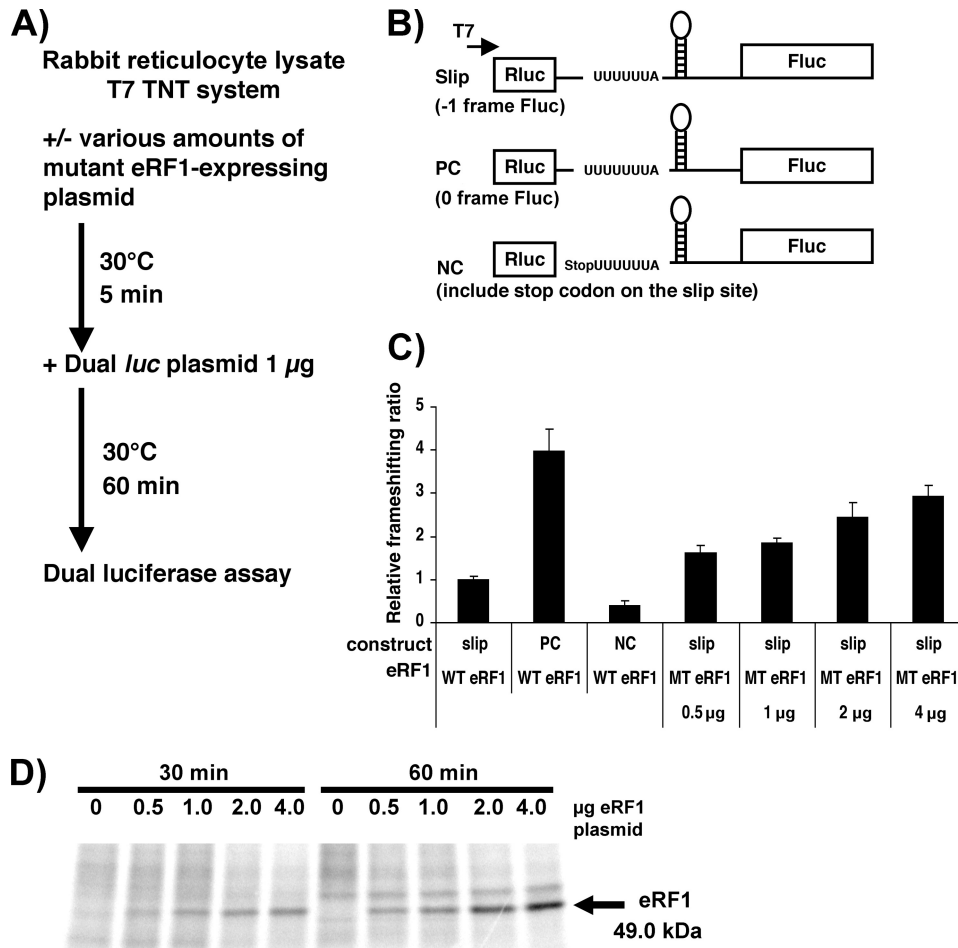 A)
Rabbit reticulocyte lysate
T7 TNT system
+/- various amounts of
mutant eRF1-expressing
plasmid
30°C
5 min
+ Dual luc plasmid 1 µg
30°C
60 min
Dual luciferase assay
B)
T7
Slip
Rluc
UUUUUUA
Fluc
(-1 frame Fluc)
PC
Rluc
UUUUUUA
Fluc
(0 frame Fluc)
NC
Rluc
StopUUUUUUA
Fluc
(include stop codon on the slip site)
C)
Relative frameshifting ratio
5
4
3
2
1
0
construct slip PC NC slip slip slip slip
eRF1 WT eRF1 WT eRF1 WT eRF1 MT eRF1 MT eRF1 MT eRF1 MT eRF1
0.5 µg 1 µg 2 µg 4 µg
D)
30 min 60 min
0 0.5 1.0 2.0 4.0 0 0.5 1.0 2.0 4.0 µg eRF1
plasmid
eRF1
49.0 kDa